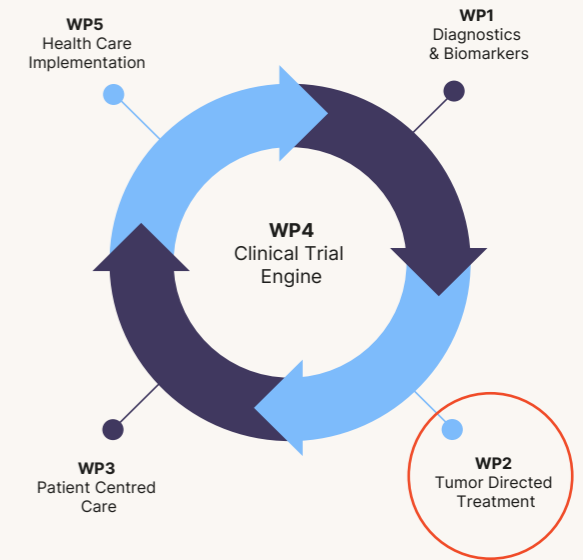 WP5
Health Care
Implementation
WP1
Diagnostics
& Biomarkers
WP4
Clinical Trial
Engine
WP3
Patient Centred
Care
WP2
Tumor Directed
Treatment